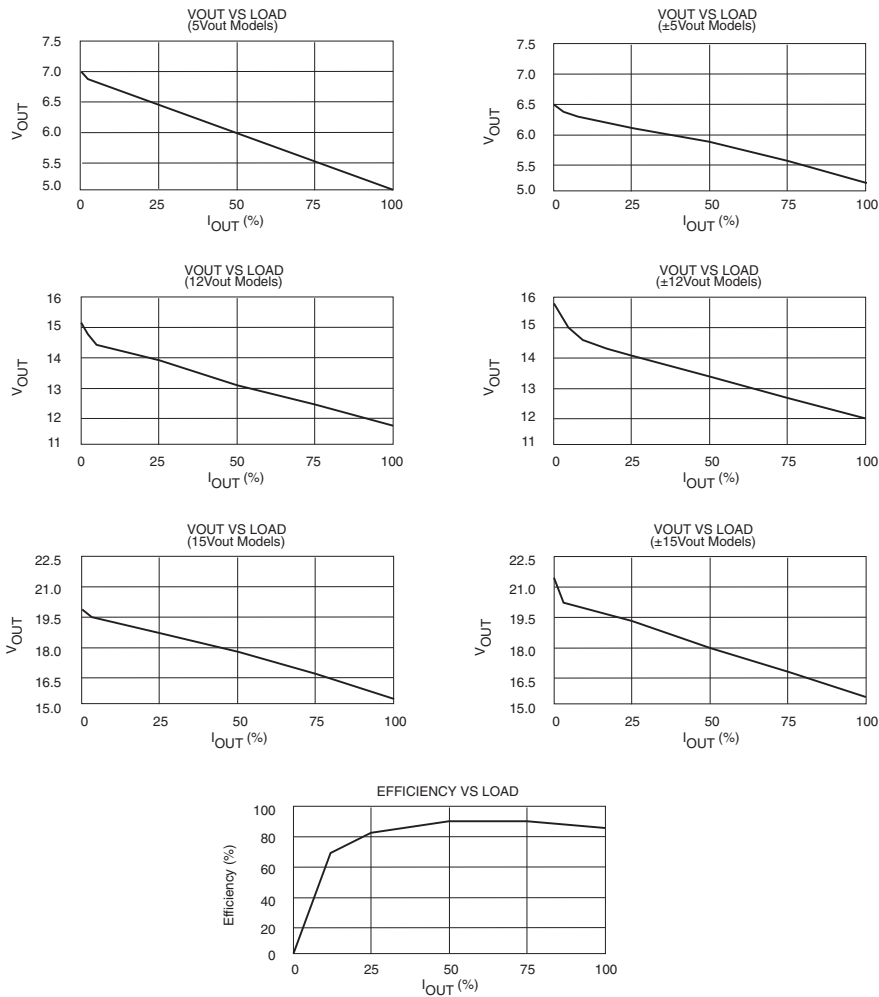 VOUT VS LOAD
(5Vout Models)
7.5
7.0
6.5
6.0
5.5
5.0
VOUT
0 25 50 75 100
IOUT (%)
VOUT VS LOAD
(±5Vout Models)
7.5
7.0
6.5
6.0
5.5
5.0
VOUT
0 25 50 75 100
IOUT (%)
VOUT VS LOAD
(12Vout Models)
16
15
14
13
12
11
VOUT
0 25 50 75 100
IOUT (%)
VOUT VS LOAD
(±12Vout Models)
16
15
14
13
12
11
VOUT
0 25 50 75 100
IOUT (%)
VOUT VS LOAD
(15Vout Models)
22.5
21.0
19.5
18.0
16.5
15.0
VOUT
0 25 50 75 100
IOUT (%)
VOUT VS LOAD
(±15Vout Models)
22.5
21.0
19.5
18.0
16.5
15.0
VOUT
0 25 50 75 100
IOUT (%)
EFFICIENCY VS LOAD
100
80
60
40
20
0
Efficiency (%)
0 25 50 75 100
IOUT (%)